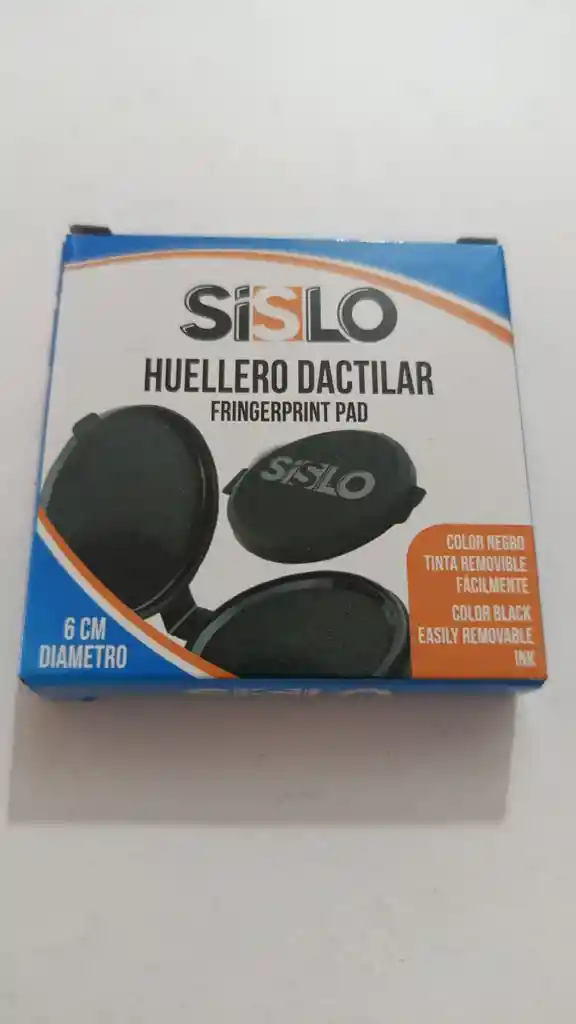 SiSLO
HUELLERO DACTILAR
FRINGERPRINT PAD
SiSLO
COLOR NEGRO
TINTA REMOVIBLE
FÁCILMENTE
COLOR BLACK
EASILY REMOVABLE
INK
6 CM
DIAMETRO